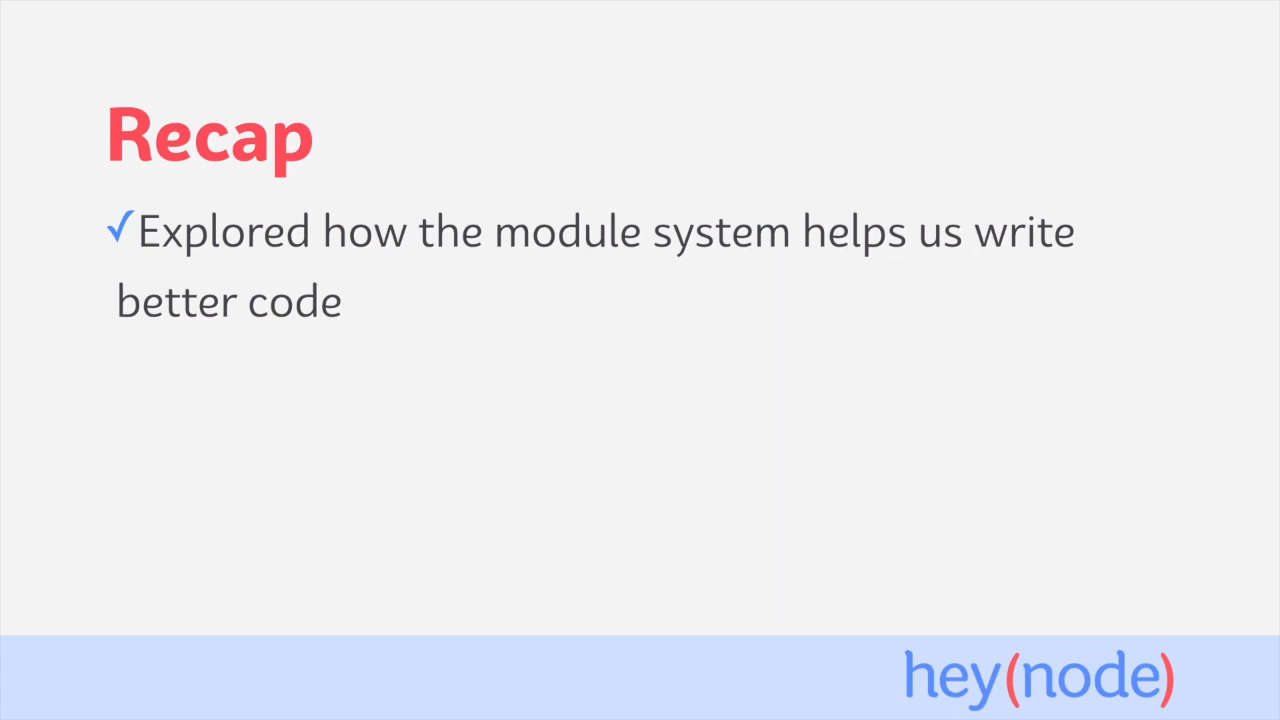 Recap
✓Explored how the module system helps us write
better code
hey(node)